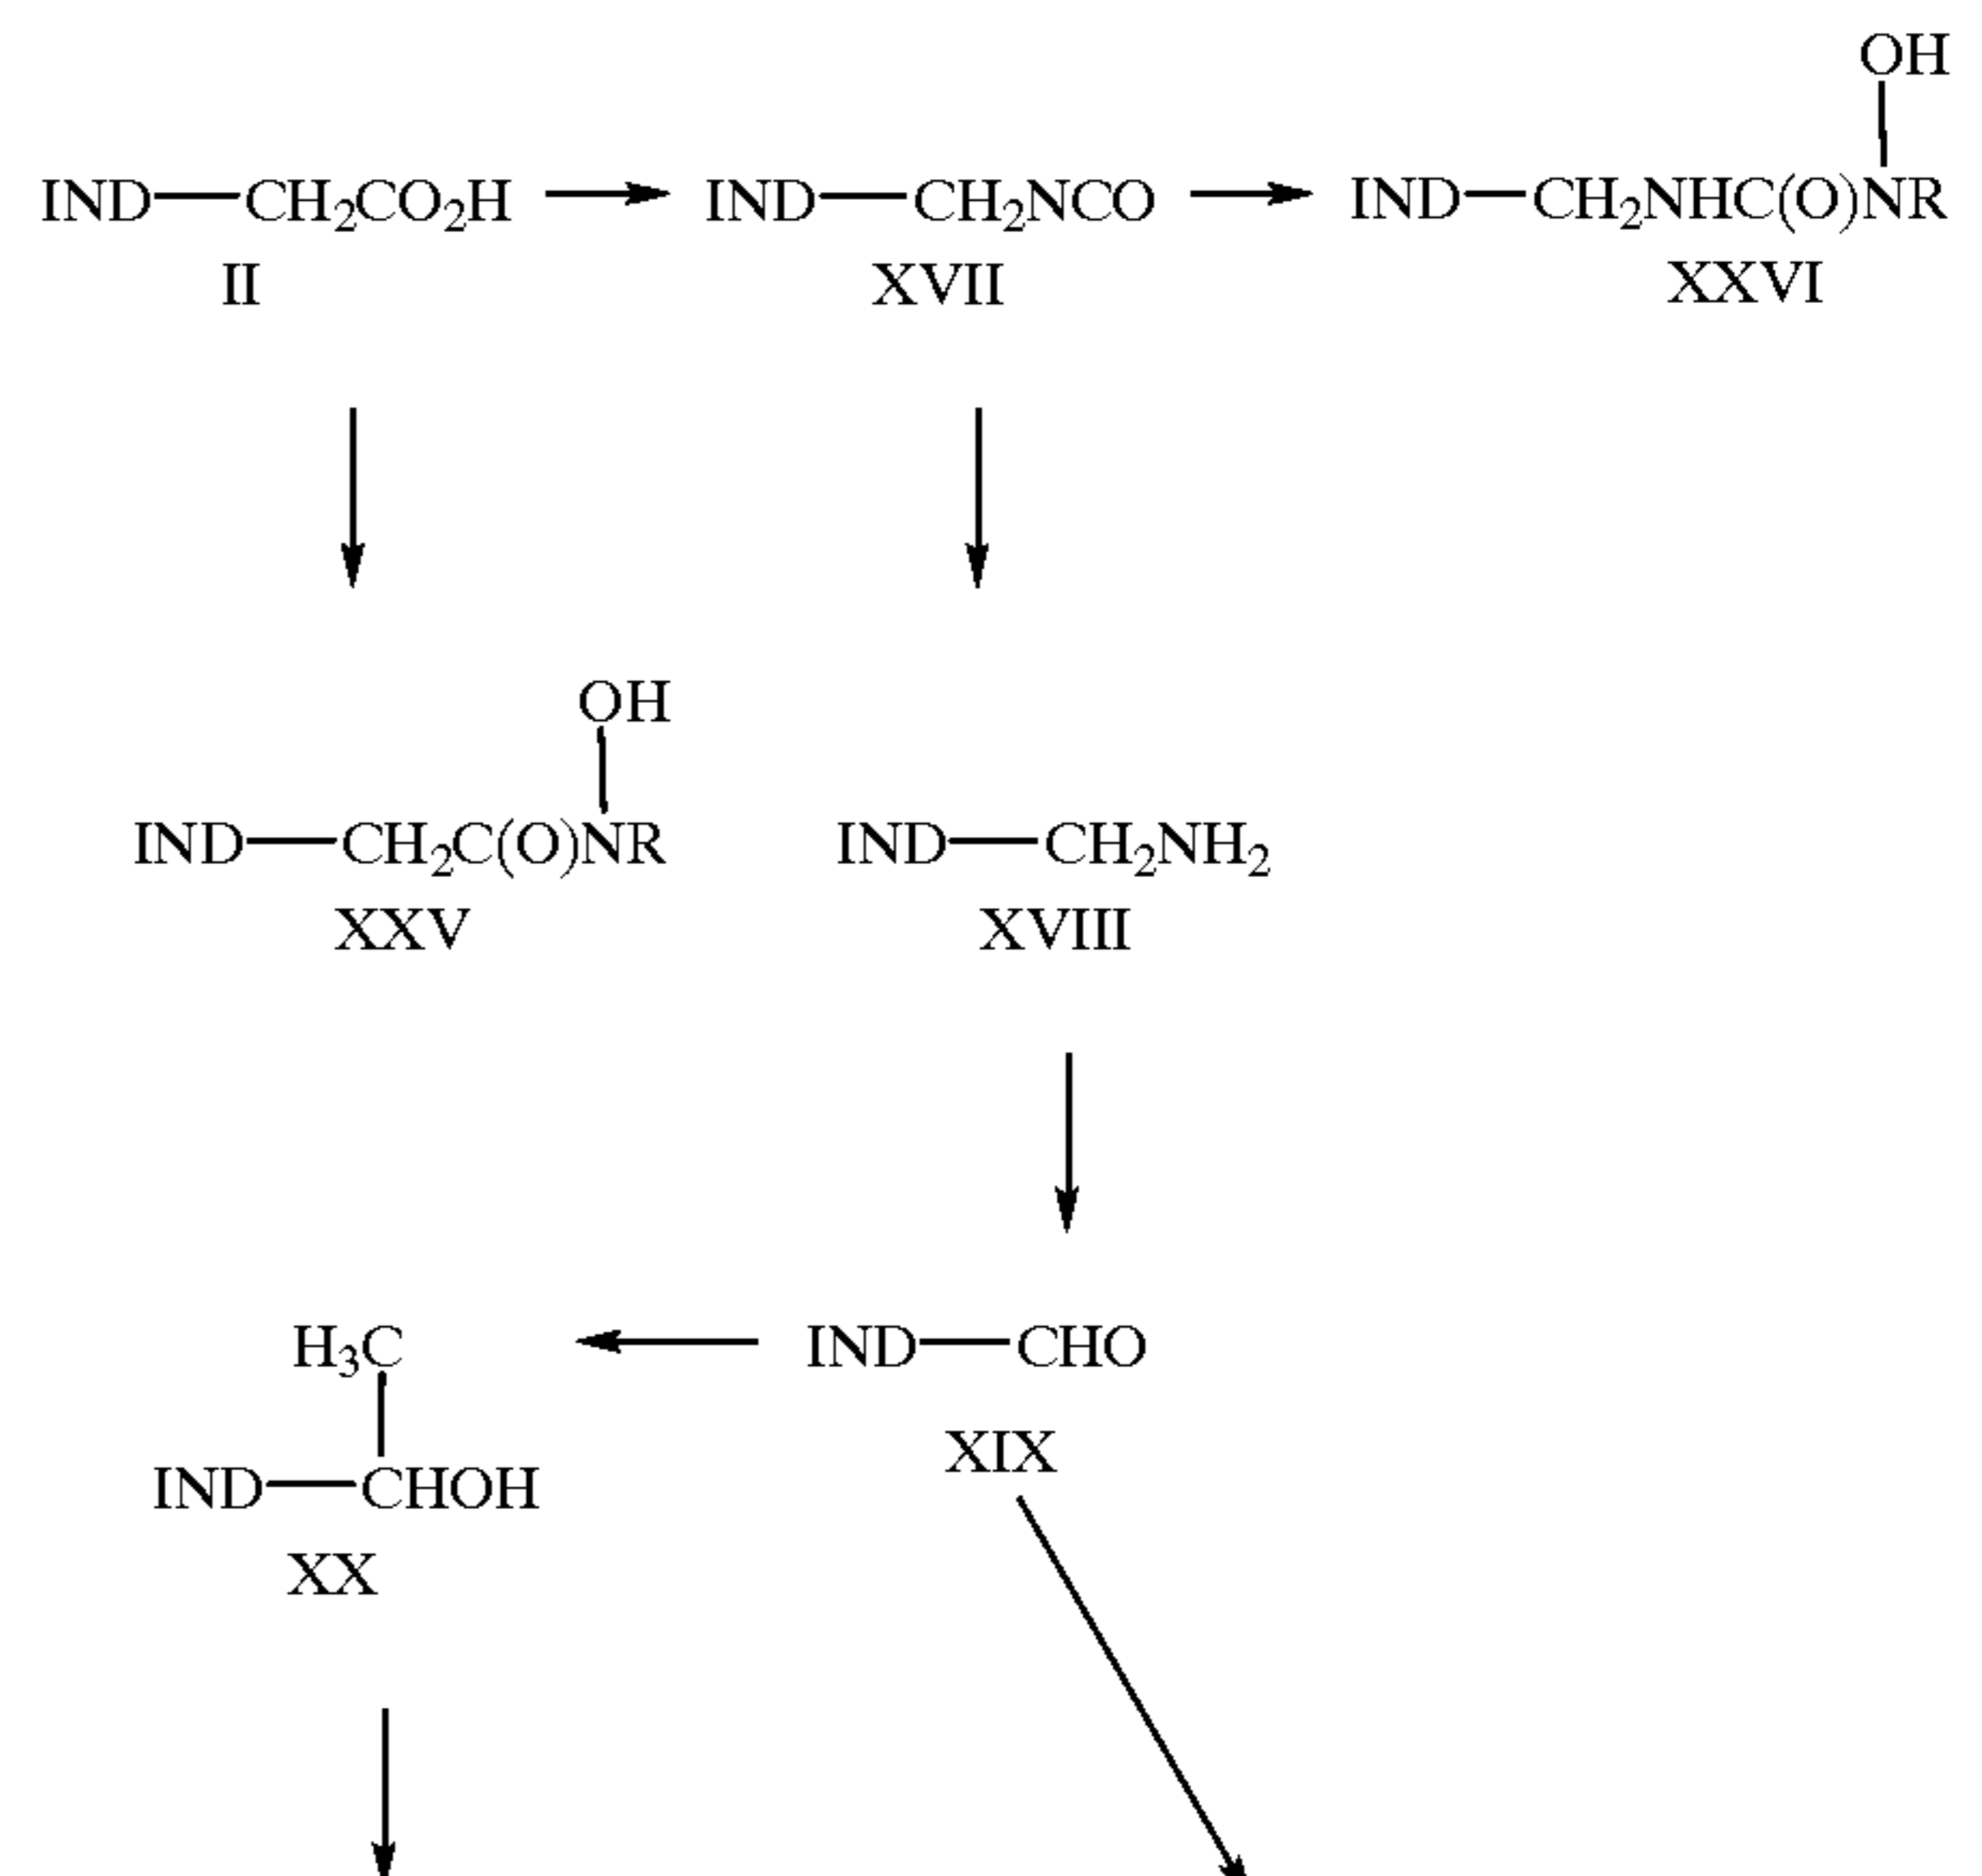 OH
IND—CH₂CO₂H IND—CH₂NCO IND—CH₂NHC(O)NR
II XVII XXVI
OH
IND—CH₂C(O)NR IND—CH₂NH₂
XXV XVIII
H₃C IND—CHO
XIX
IND—CHOH
XX